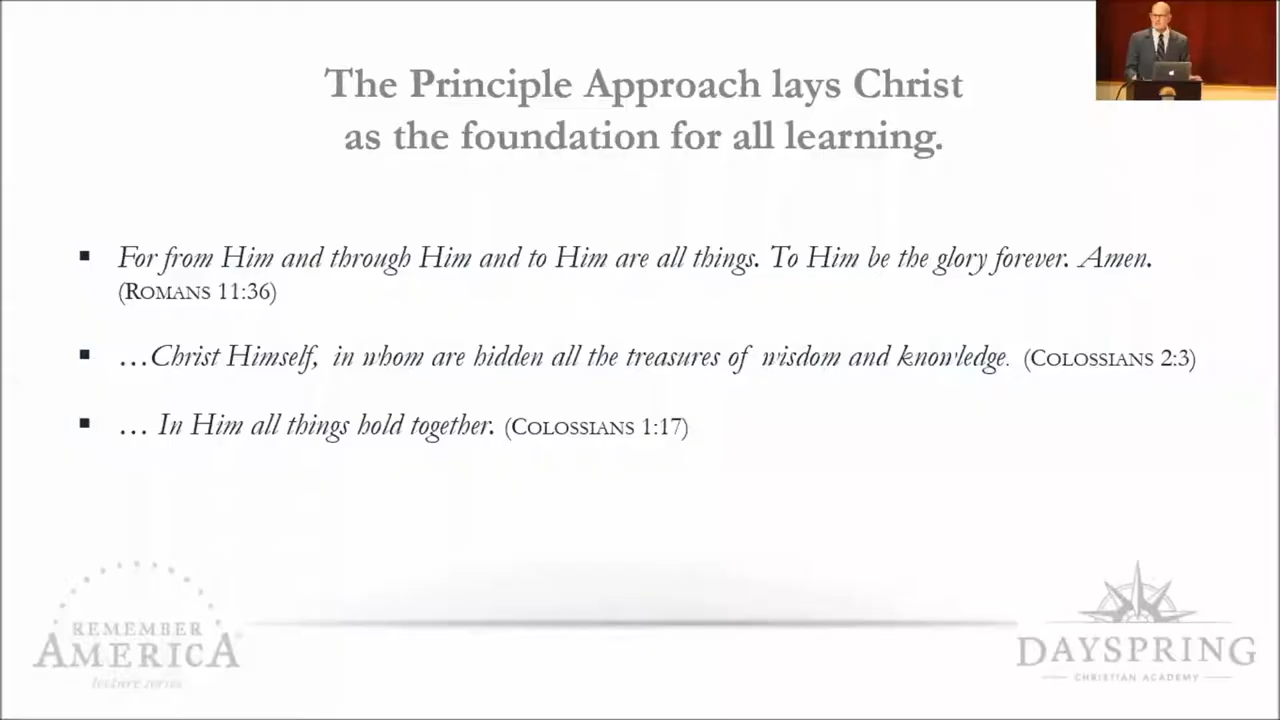 The Principle Approach lays Christ
as the foundation for all learning.
▪ For from Him and through Him and to Him are all things. To Him be the glory forever. Amen.
(ROMANS 11:36)
▪ …Christ Himself, in whom are hidden all the treasures of wisdom and knowledge. (COLOSSIANS 2:3)
▪ … In Him all things hold together. (COLOSSIANS 1:17)
REMEMBER
AMERICA
lecture series
DAYSPRING
CHRISTIAN ACADEMY